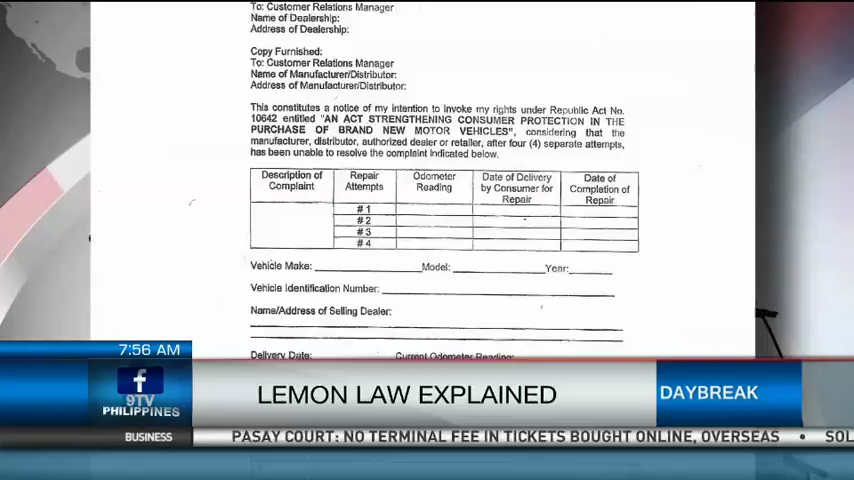 To: Customer Relations Manager
Name of Dealership:
Address of Dealership:
Copy Furnished:
To: Customer Relations Manager
Name of Manufacturer/Distributor:
Address of Manufacturer/Distributor:
This constitutes a notice of my intention to invoke my rights under Republic Act No.
10642 entitled "AN ACT STRENGTHENING CONSUMER PROTECTION IN THE
PURCHASE OF BRAND NEW MOTOR VEHICLES", considering that the
manufacturer, distributor, authorized dealer or retailer, after four (4) separate attempts,
has been unable to resolve the complaint indicated below.
Description of Complaint
Repair Attempts
Odometer Reading
Date of Delivery by Consumer for Repair
Date of Completion of Repair
# 1
# 2
# 3
# 4
Vehicle Make: Model: Year:
Vehicle Identification Number:
Name/Address of Selling Dealer:
Delivery Date: Current Odometer Reading:
7:56 AM
f
9TV
PHILIPPINES
LEMON LAW EXPLAINED
DAYBREAK
BUSINESS
PASAY COURT: NO TERMINAL FEE IN TICKETS BOUGHT ONLINE, OVERSEAS • SOL